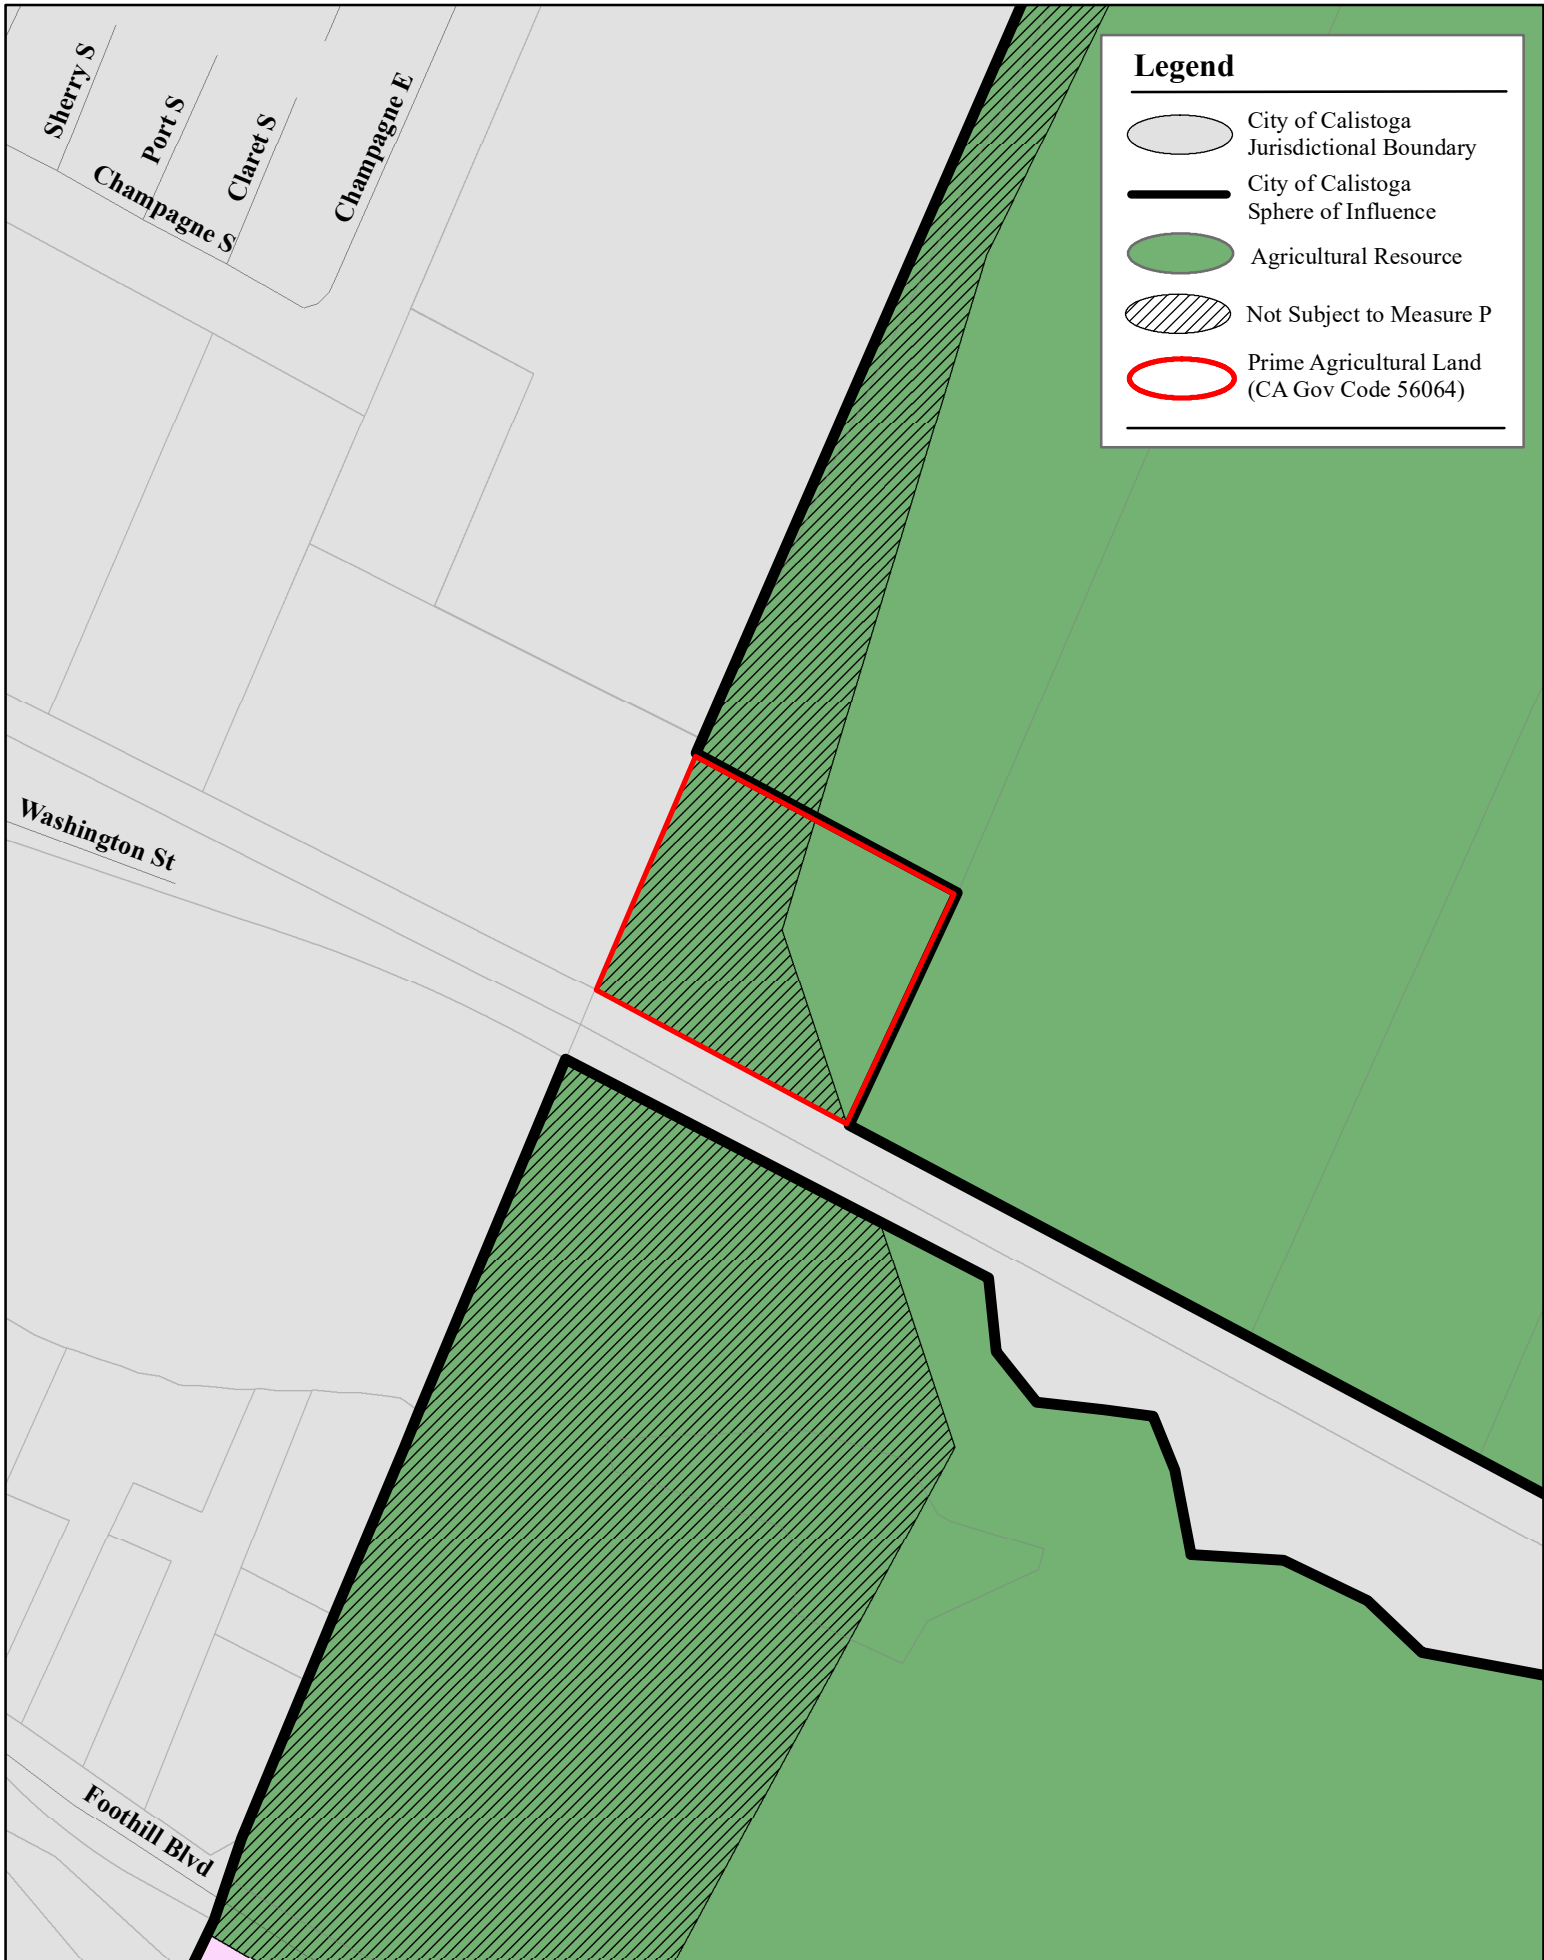 Sherry S
Port S
Claret S
Champagne E
Champagne S
Legend
City of Calistoga
Jurisdictional Boundary
City of Calistoga
Sphere of Influence
Agricultural Resource
Not Subject to Measure P
Prime Agricultural Land
(CA Gov Code 56064)
Washington St
Foothill Blvd